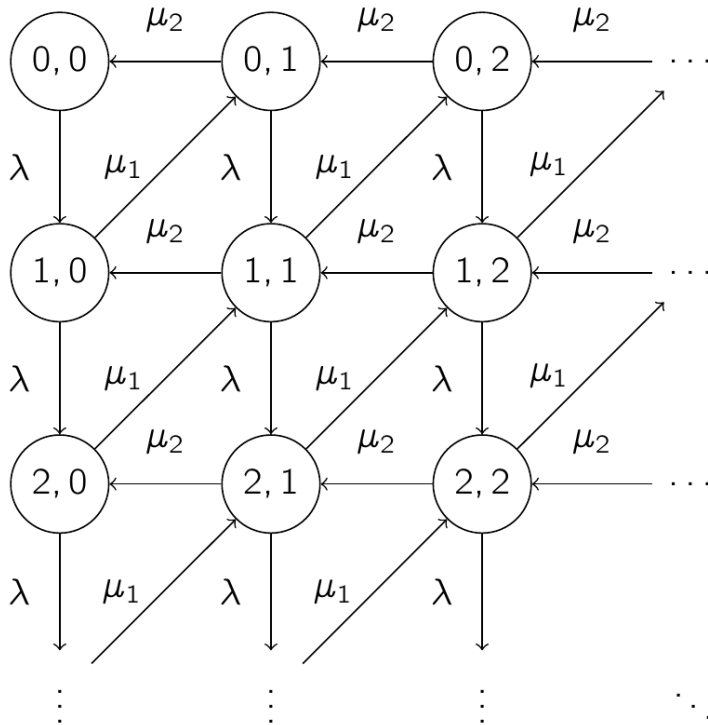 μ₂ μ₂ μ₂
0, 0 0, 1 0, 2 ⋯
λ μ₁ λ μ₁ λ μ₁
μ₂ μ₂ μ₂
1, 0 1, 1 1, 2 ⋯
λ μ₁ λ μ₁ λ μ₁
μ₂ μ₂ μ₂
2, 0 2, 1 2, 2 ⋯
λ μ₁ λ μ₁ λ
⋮ ⋮ ⋮ ⋱